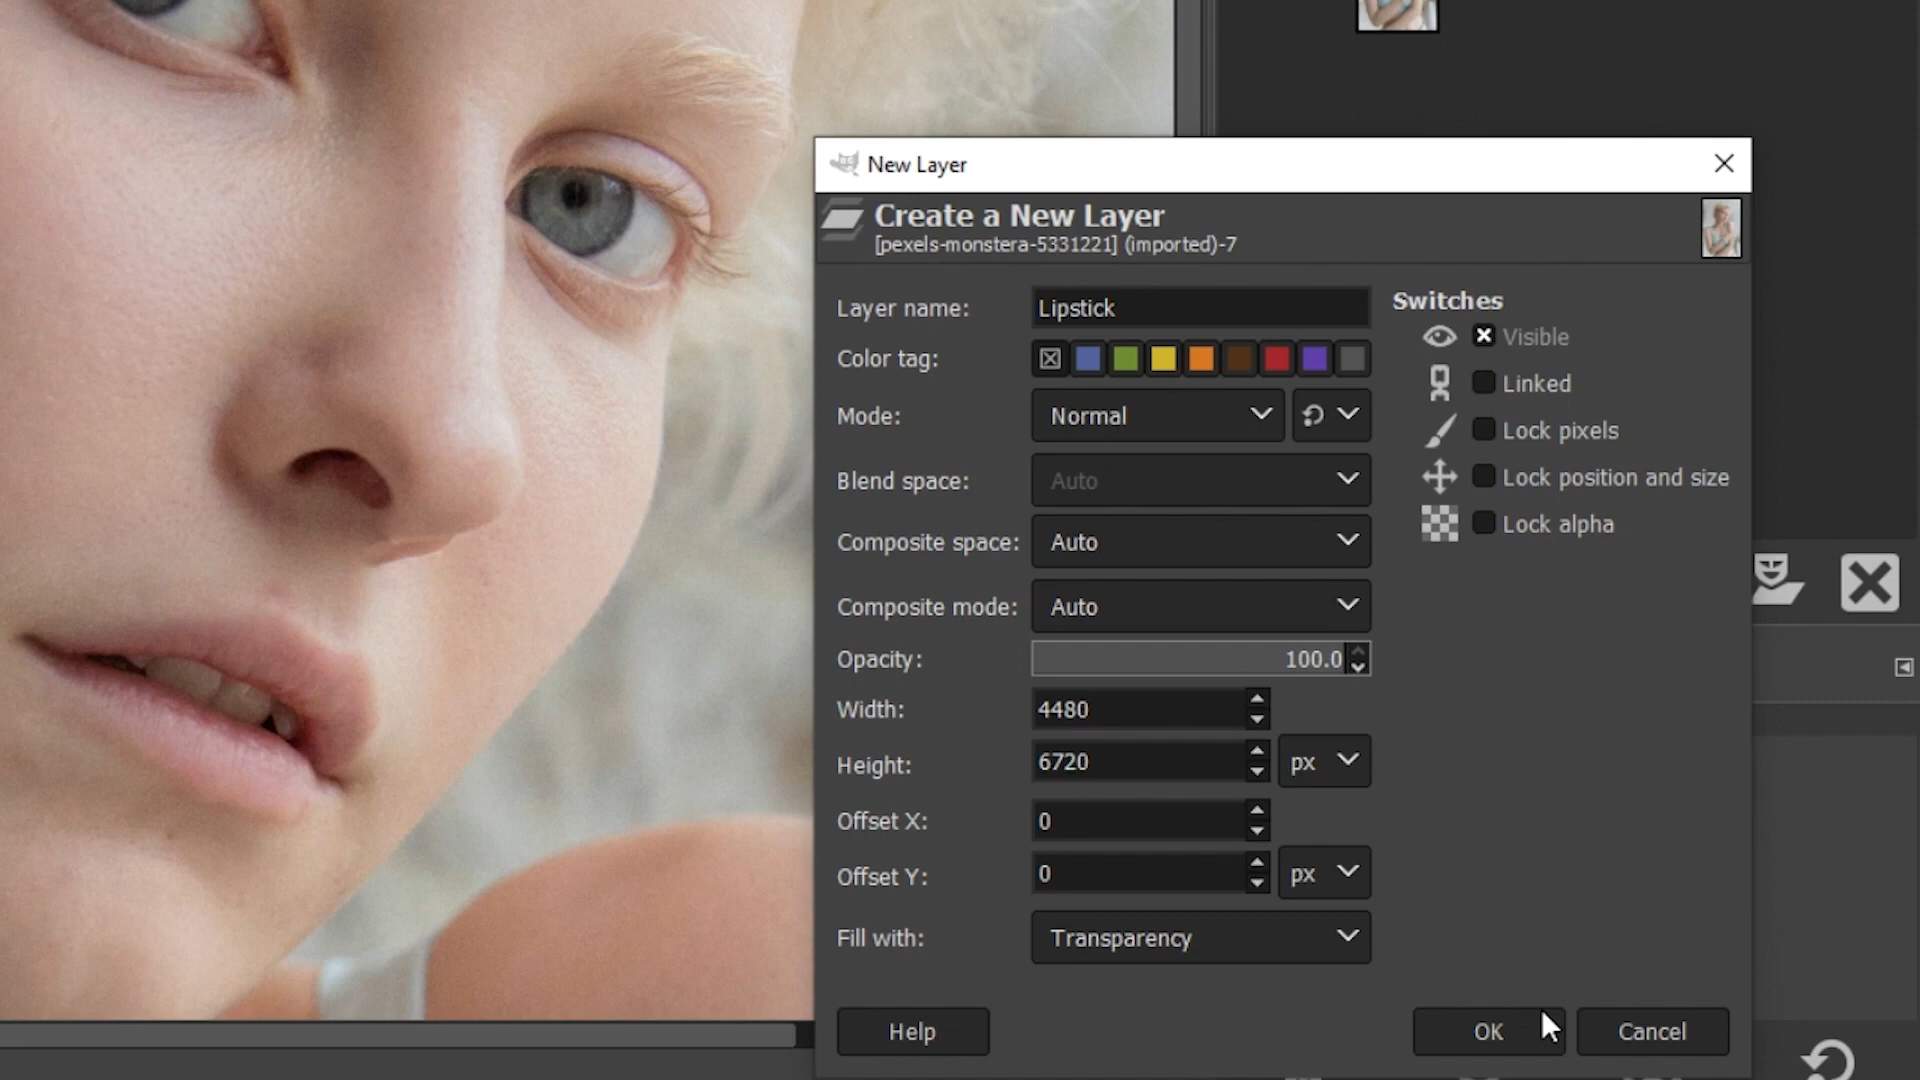 New Layer
Create a New Layer
[pexels-monstera-5331221] (imported)-7
Layer name: Lipstick
Color tag:
Mode: Normal
Blend space: Auto
Composite space: Auto
Composite mode: Auto
Opacity: 100.0
Width: 4480
Height: 6720 px
Offset X: 0
Offset Y: 0 px
Fill with: Transparency
Switches
Visible
Linked
Lock pixels
Lock position and size
Lock alpha
Help
OK
Cancel